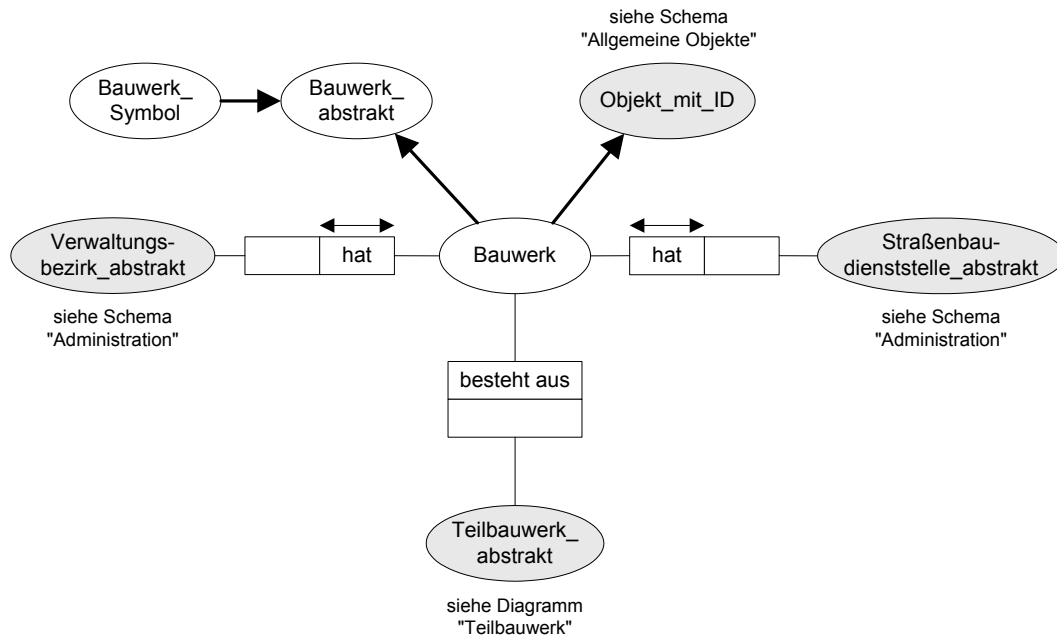 siehe Schema
"Allgemeine Objekte"
Bauwerk_
Symbol
Bauwerk_
abstrakt
Objekt_mit_ID
Verwaltungs-
bezirk_abstrakt
hat
Bauwerk
hat
Straßenbau-
dienststelle_abstrakt
siehe Schema
"Administration"
siehe Schema
"Administration"
besteht aus
Teilbauwerk_
abstrakt
siehe Diagramm
"Teilbauwerk"